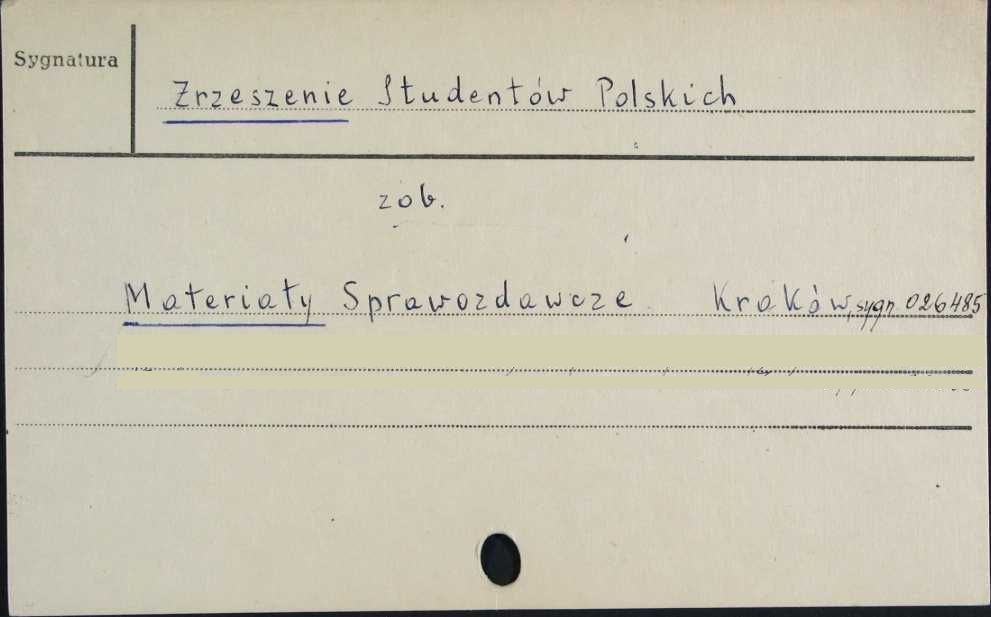 Sygnatura
Zrzeszenie Studentów Polskich
zob.
Materiały Sprawozdawcze. Kraków, sygn. 026485